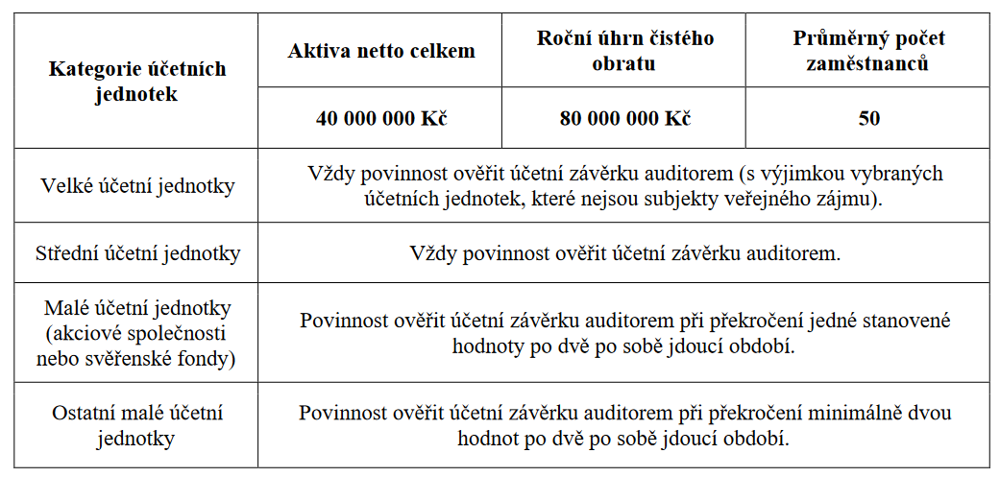 Kategorie účetních
jednotek
Aktiva netto celkem
Roční úhrn čistého
obratu
Průměrný počet
zaměstnanců
40 000 000 Kč
80 000 000 Kč
50
Velké účetní jednotky
Vždy povinnost ověřit účetní závěrku auditorem (s výjimkou vybraných
účetních jednotek, které nejsou subjekty veřejného zájmu).
Střední účetní jednotky
Vždy povinnost ověřit účetní závěrku auditorem.
Malé účetní jednotky
(akciové společnosti
nebo svěřenské fondy)
Povinnost ověřit účetní závěrku auditorem při překročení jedné stanovené
hodnoty po dvě po sobě jdoucí období.
Ostatní malé účetní
jednotky
Povinnost ověřit účetní závěrku auditorem při překročení minimálně dvou
hodnot po dvě po sobě jdoucí období.